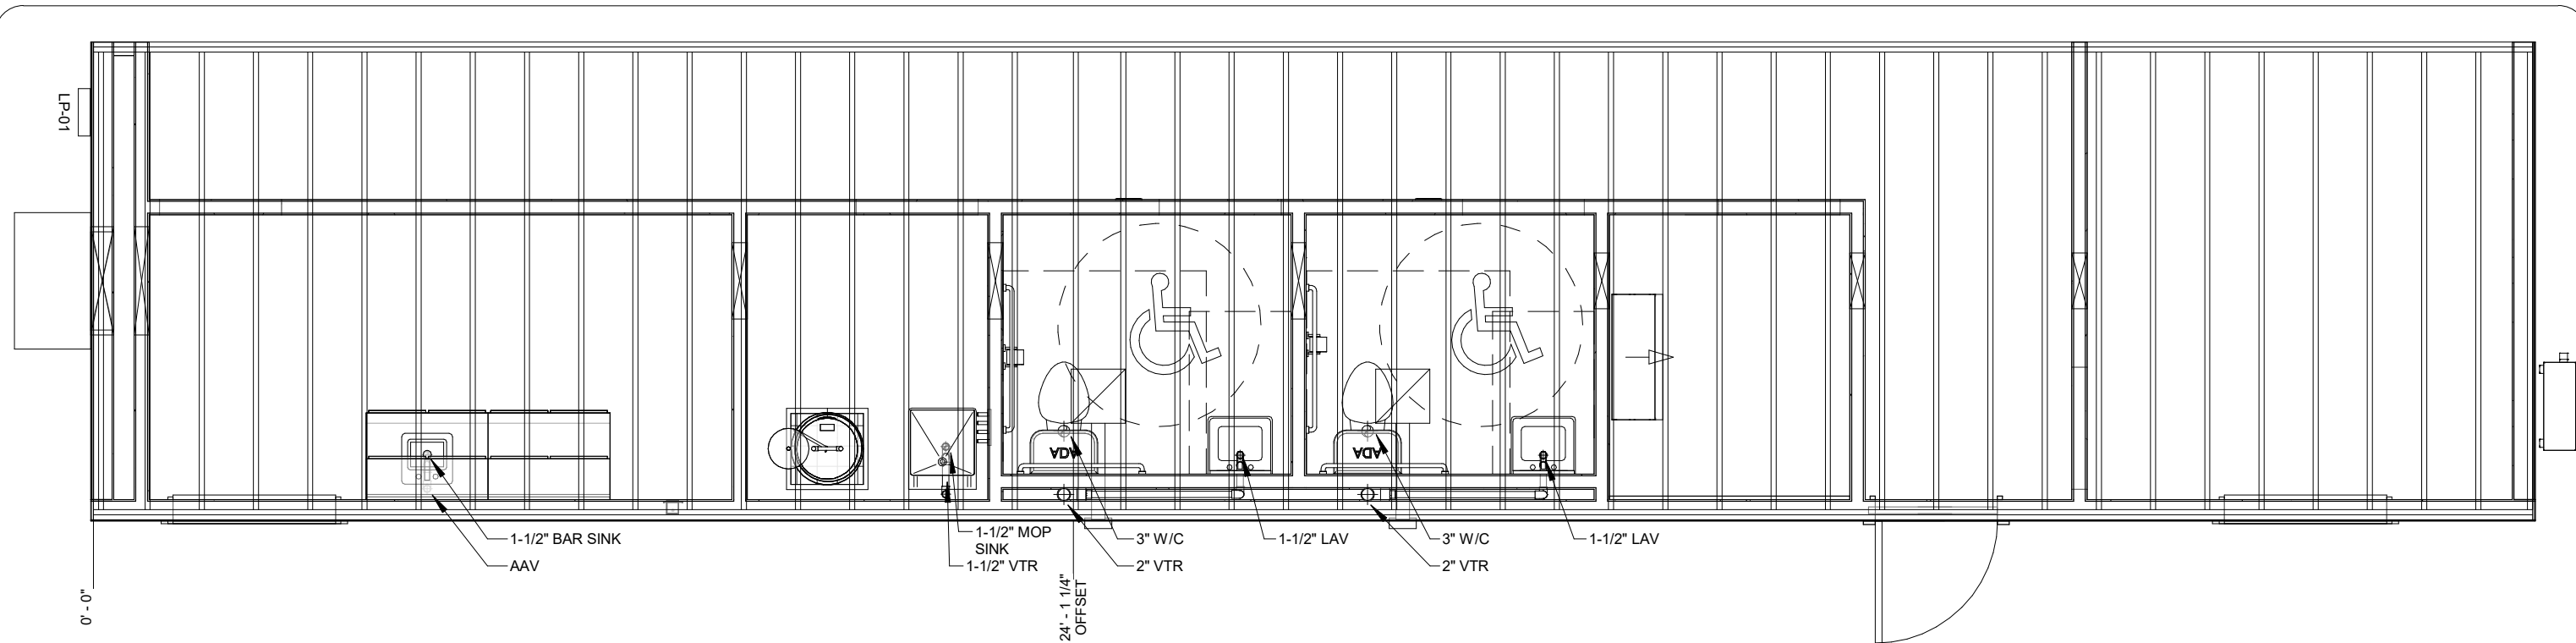 LP-01
ADA
ADA
1-1/2" BAR SINK
AAV
1-1/2" MOP
SINK
1-1/2" VTR
3" W/C
2" VTR
1-1/2" LAV
3" W/C
2" VTR
1-1/2" LAV
0' - 0"
24' - 1 1/4"
OFFSET